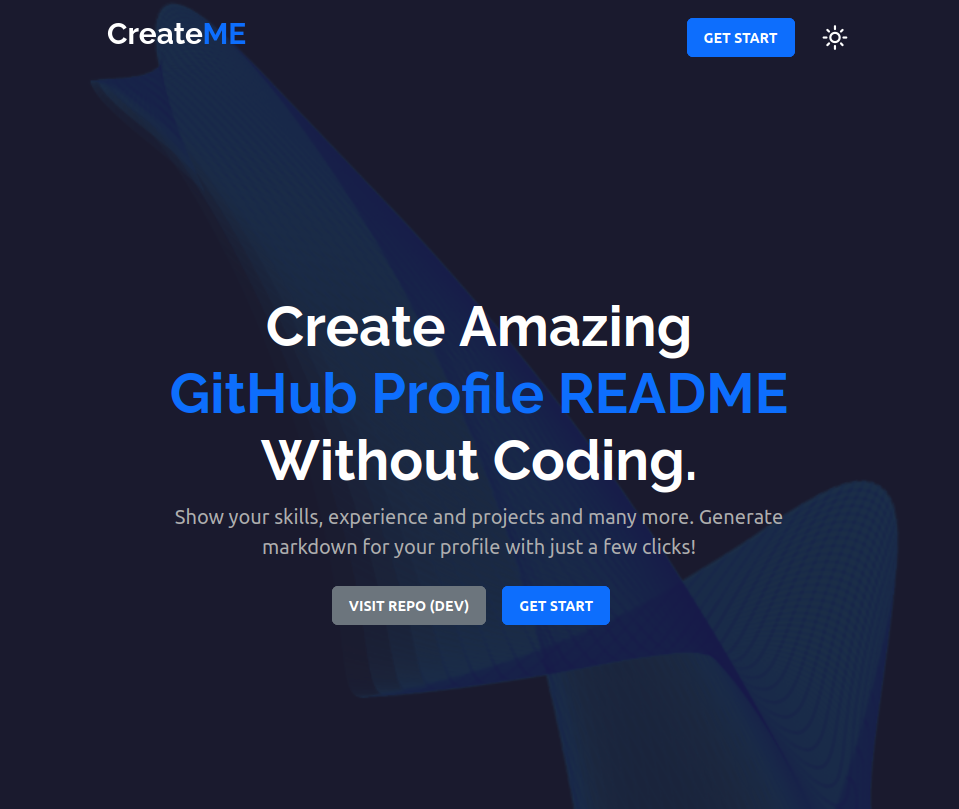 CreateME
GET START
Create Amazing
GitHub Profile README
Without Coding.
Show your skills, experience and projects and many more. Generate
markdown for your profile with just a few clicks!
VISIT REPO (DEV)
GET START